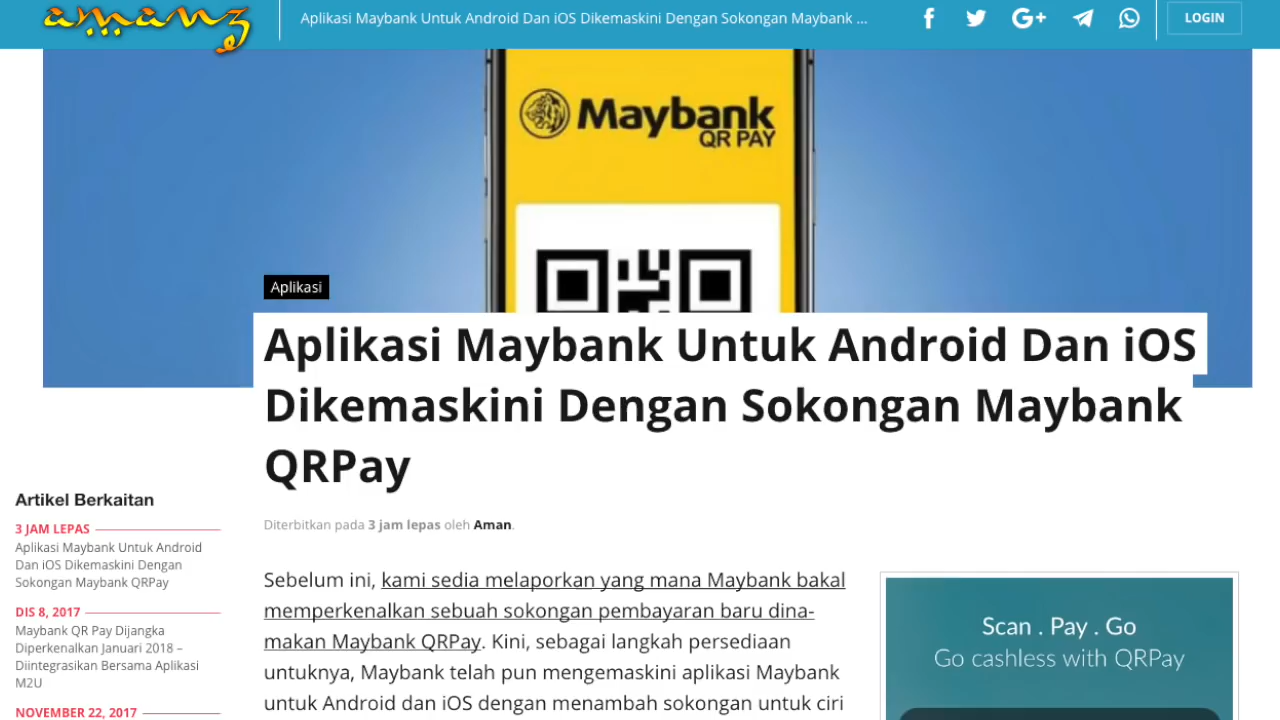 amanz
Aplikasi Maybank Untuk Android Dan iOS Dikemaskini Dengan Sokongan Maybank ...
LOGIN
Maybank
QR PAY
Aplikasi
Aplikasi Maybank Untuk Android Dan iOS
Dikemaskini Dengan Sokongan Maybank
QRPay
Diterbitkan pada 3 jam lepas oleh Aman.
Artikel Berkaitan
3 JAM LEPAS
Aplikasi Maybank Untuk Android
Dan iOS Dikemaskini Dengan
Sokongan Maybank QRPay
DIS 8, 2017
Maybank QR Pay Dijangka
Diperkenalkan Januari 2018 –
Diintegrasikan Bersama Aplikasi
M2U
NOVEMBER 22, 2017
Sebelum ini, kami sedia melaporkan yang mana Maybank bakal
memperkenalkan sebuah sokongan pembayaran baru dina-
makan Maybank QRPay. Kini, sebagai langkah persediaan
untuknya, Maybank telah pun mengemaskini aplikasi Maybank
untuk Android dan iOS dengan menambah sokongan untuk ciri
Scan . Pay . Go
Go cashless with QRPay